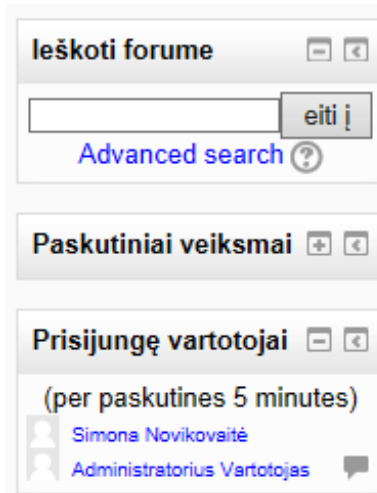 Ieškoti forume
eiti į
Advanced search
Paskutiniai veiksmai
Prisijungę vartotojai
(per paskutines 5 minutes)
Simona Novikovaitė
Administratorius Vartotojas